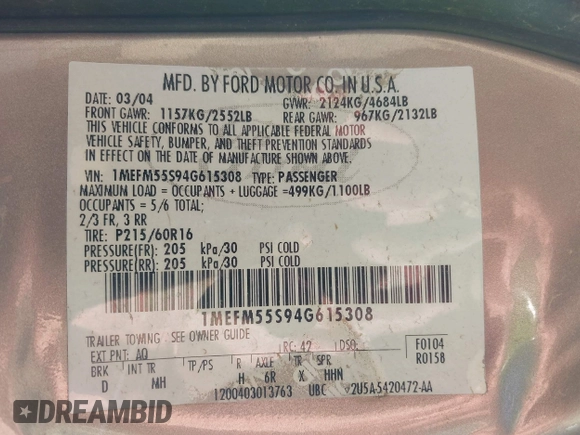 MFD. BY FORD MOTOR CO. IN U.S.A.
DATE: 03/04 GVWR: 2124KG/4684LB
FRONT GAWR: 1157KG/2552LB REAR GAWR: 967KG/2132LB
THIS VEHICLE CONFORMS TO ALL APPLICABLE FEDERAL MOTOR
VEHICLE SAFETY, BUMPER, AND THEFT PREVENTION STANDARDS
IN EFFECT ON THE DATE OF MANUFACTURE SHOWN ABOVE.
VIN: 1MEFM55S94G615308 TYPE: PASSENGER
MAXIMUM LOAD = OCCUPANTS + LUGGAGE = 499KG/1100LB
OCCUPANTS = 5/6 TOTAL;
2/3 FR, 3 RR
TIRE: P215/60R16
PRESSURE(FR): 205 kPa/30 PSI COLD
PRESSURE(RR): 205 kPa/30 PSI COLD
1MEFM55S94G615308
TRAILER TOWING SEE OWNER GUIDE
EXT PNT: AQ RC: 42 DSO: F0104
BRK INT TR TP/PS R AXLE TR SPR R0158
D MH H 6R X HHN
1200403013763 UBC 2U5A-5420472-AA
DREAMBID